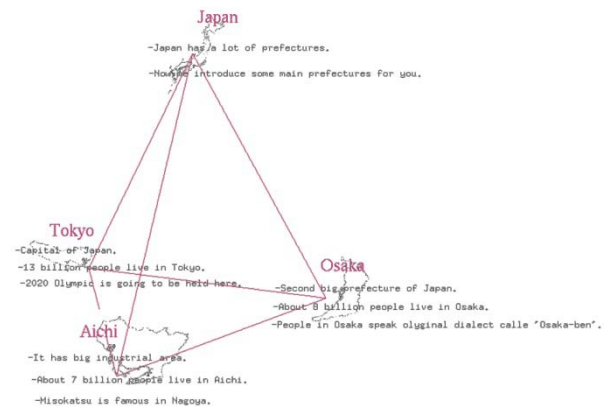 Japan
-Japan has a lot of prefectures.
-Now we introduce some main prefectures for you.
Tokyo
-Capital of Japan.
-13 billion people live in Tokyo.
-2020 Olympic is going to be held here.
Osaka
-Second big prefecture of Japan.
-About 8 billion people live in Osaka.
-People in Osaka speak olyginal dialect calle "Osaka-ben".
Aichi
-It has big industrial area.
-About 7 billion people live in Aichi.
-Misokatsu is famous in Nagoya.